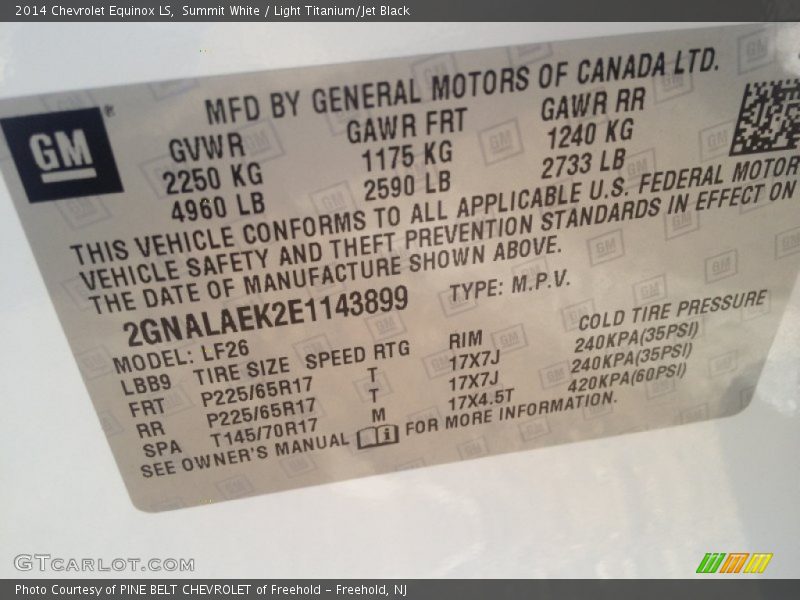 2014 Chevrolet Equinox LS,  Summit White / Light Titanium/Jet Black
MFD BY GENERAL MOTORS OF CANADA LTD.
GM ®
GVWR GAWR FRT GAWR RR
2250 KG 1175 KG 1240 KG
4960 LB 2590 LB 2733 LB
THIS VEHICLE CONFORMS TO ALL APPLICABLE U.S. FEDERAL MOTOR
VEHICLE SAFETY AND THEFT PREVENTION STANDARDS IN EFFECT ON
THE DATE OF MANUFACTURE SHOWN ABOVE.
2GNALAEK2E1143899 TYPE: M.P.V.
MODEL: LF26
LBB9 TIRE SIZE SPEED RTG RIM COLD TIRE PRESSURE
FRT P225/65R17 T 17X7J 240KPA(35PSI)
RR P225/65R17 T 17X7J 240KPA(35PSI)
SPA T145/70R17 M 17X4.5T 420KPA(60PSI)
SEE OWNER'S MANUAL i FOR MORE INFORMATION.
GTCARLOT.COM
Photo Courtesy of PINE BELT CHEVROLET of Freehold - Freehold, NJ